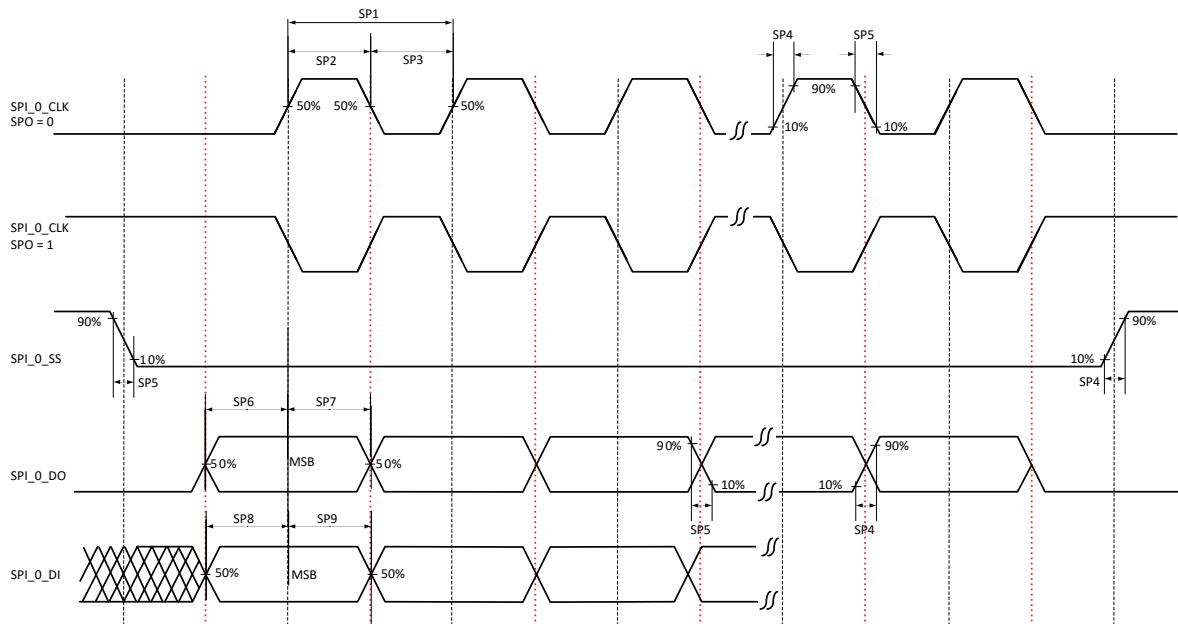 SP1
SP2
SP3
SP4
SP5
SPI_0_CLK
SPO = 0
50%
50%
50%
90%
10%
10%
SPI_0_CLK
SPO = 1
90%
10%
SP5
SPI_0_SS
90%
10%
SP4
SP6
SP7
SPI_0_DO
50%
MSB
50%
90%
10%
SP5
90%
10%
SP4
SP8
SP9
SPI_0_DI
50%
MSB
50%